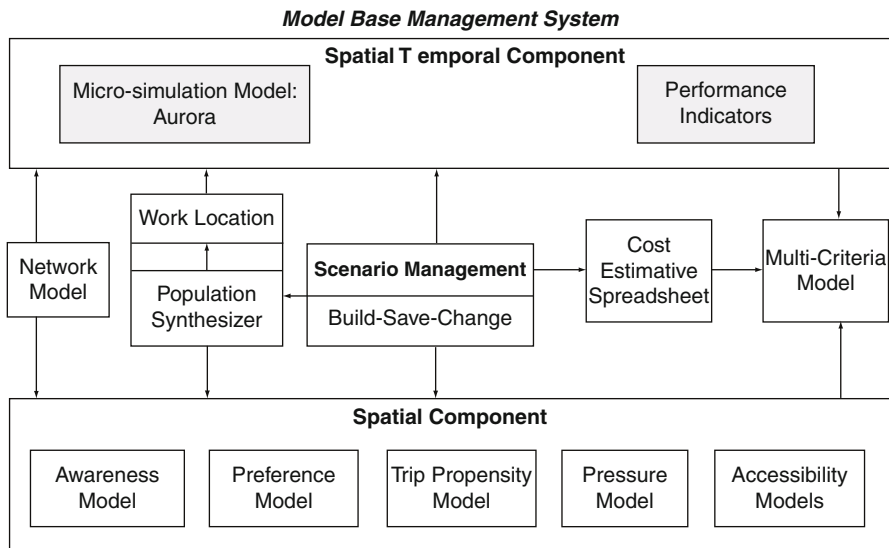 Model Base Management System
Spatial T emporal Component
Micro-simulation Model:
Aurora
Performance
Indicators
Work Location
Network
Model
Population
Synthesizer
Scenario Management
Build-Save-Change
Cost
Estimative
Spreadsheet
Multi-Criteria
Model
Spatial Component
Awareness
Model
Preference
Model
Trip Propensity
Model
Pressure
Model
Accessibility
Models